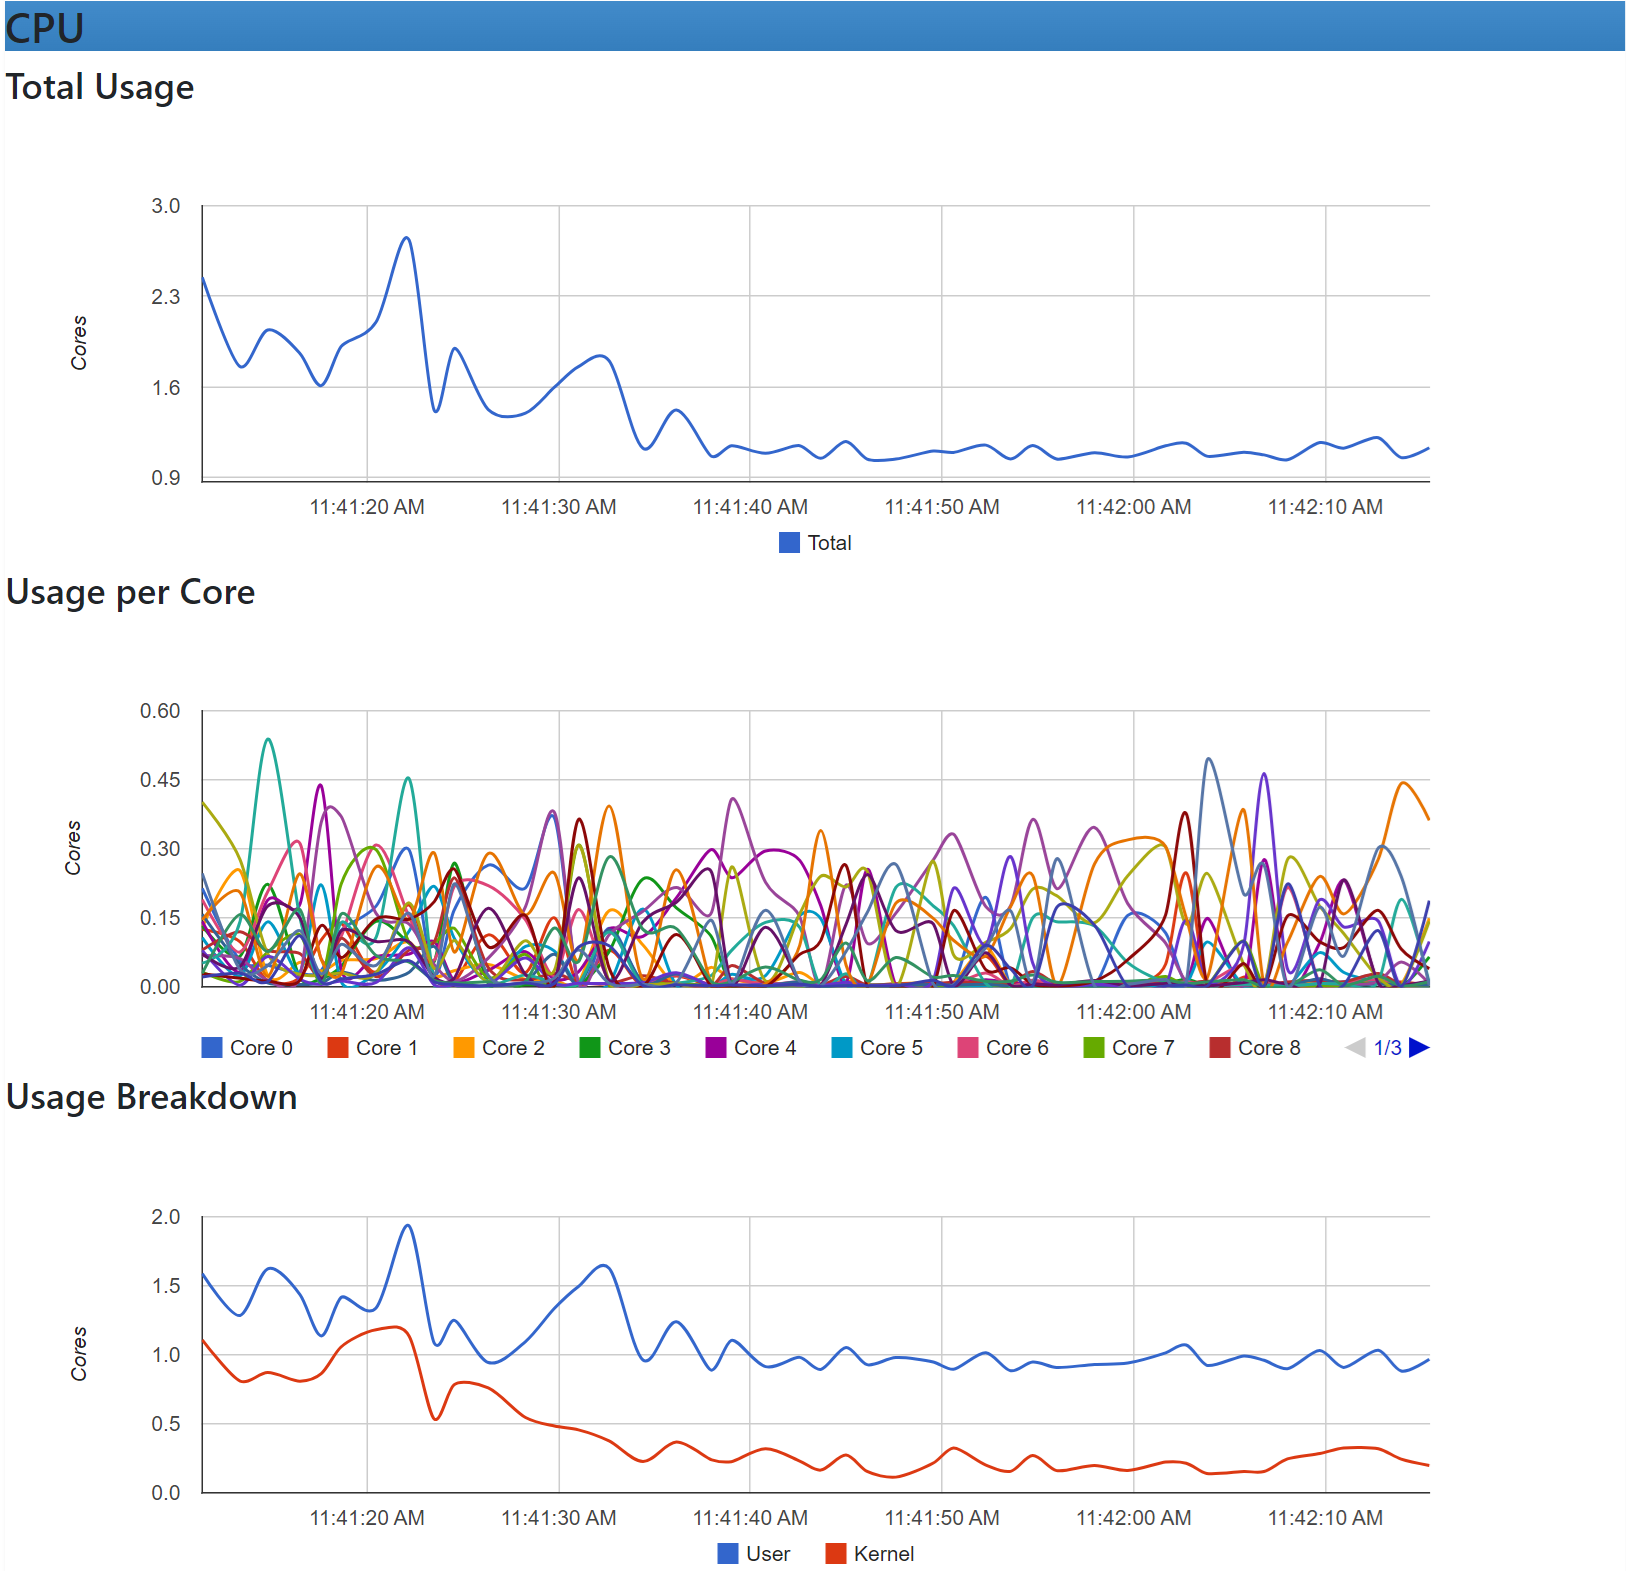 CPU
Total Usage
3.0
2.3
Cores
1.6
0.9
11:41:20 AM 11:41:30 AM 11:41:40 AM 11:41:50 AM 11:42:00 AM 11:42:10 AM
Total
Usage per Core
0.60
0.45
Cores
0.30
0.15
0.00
11:41:20 AM 11:41:30 AM 11:41:40 AM 11:41:50 AM 11:42:00 AM 11:42:10 AM
Core 0 Core 1 Core 2 Core 3 Core 4 Core 5 Core 6 Core 7 Core 8 1/3
Usage Breakdown
2.0
1.5
Cores
1.0
0.5
0.0
11:41:20 AM 11:41:30 AM 11:41:40 AM 11:41:50 AM 11:42:00 AM 11:42:10 AM
User Kernel